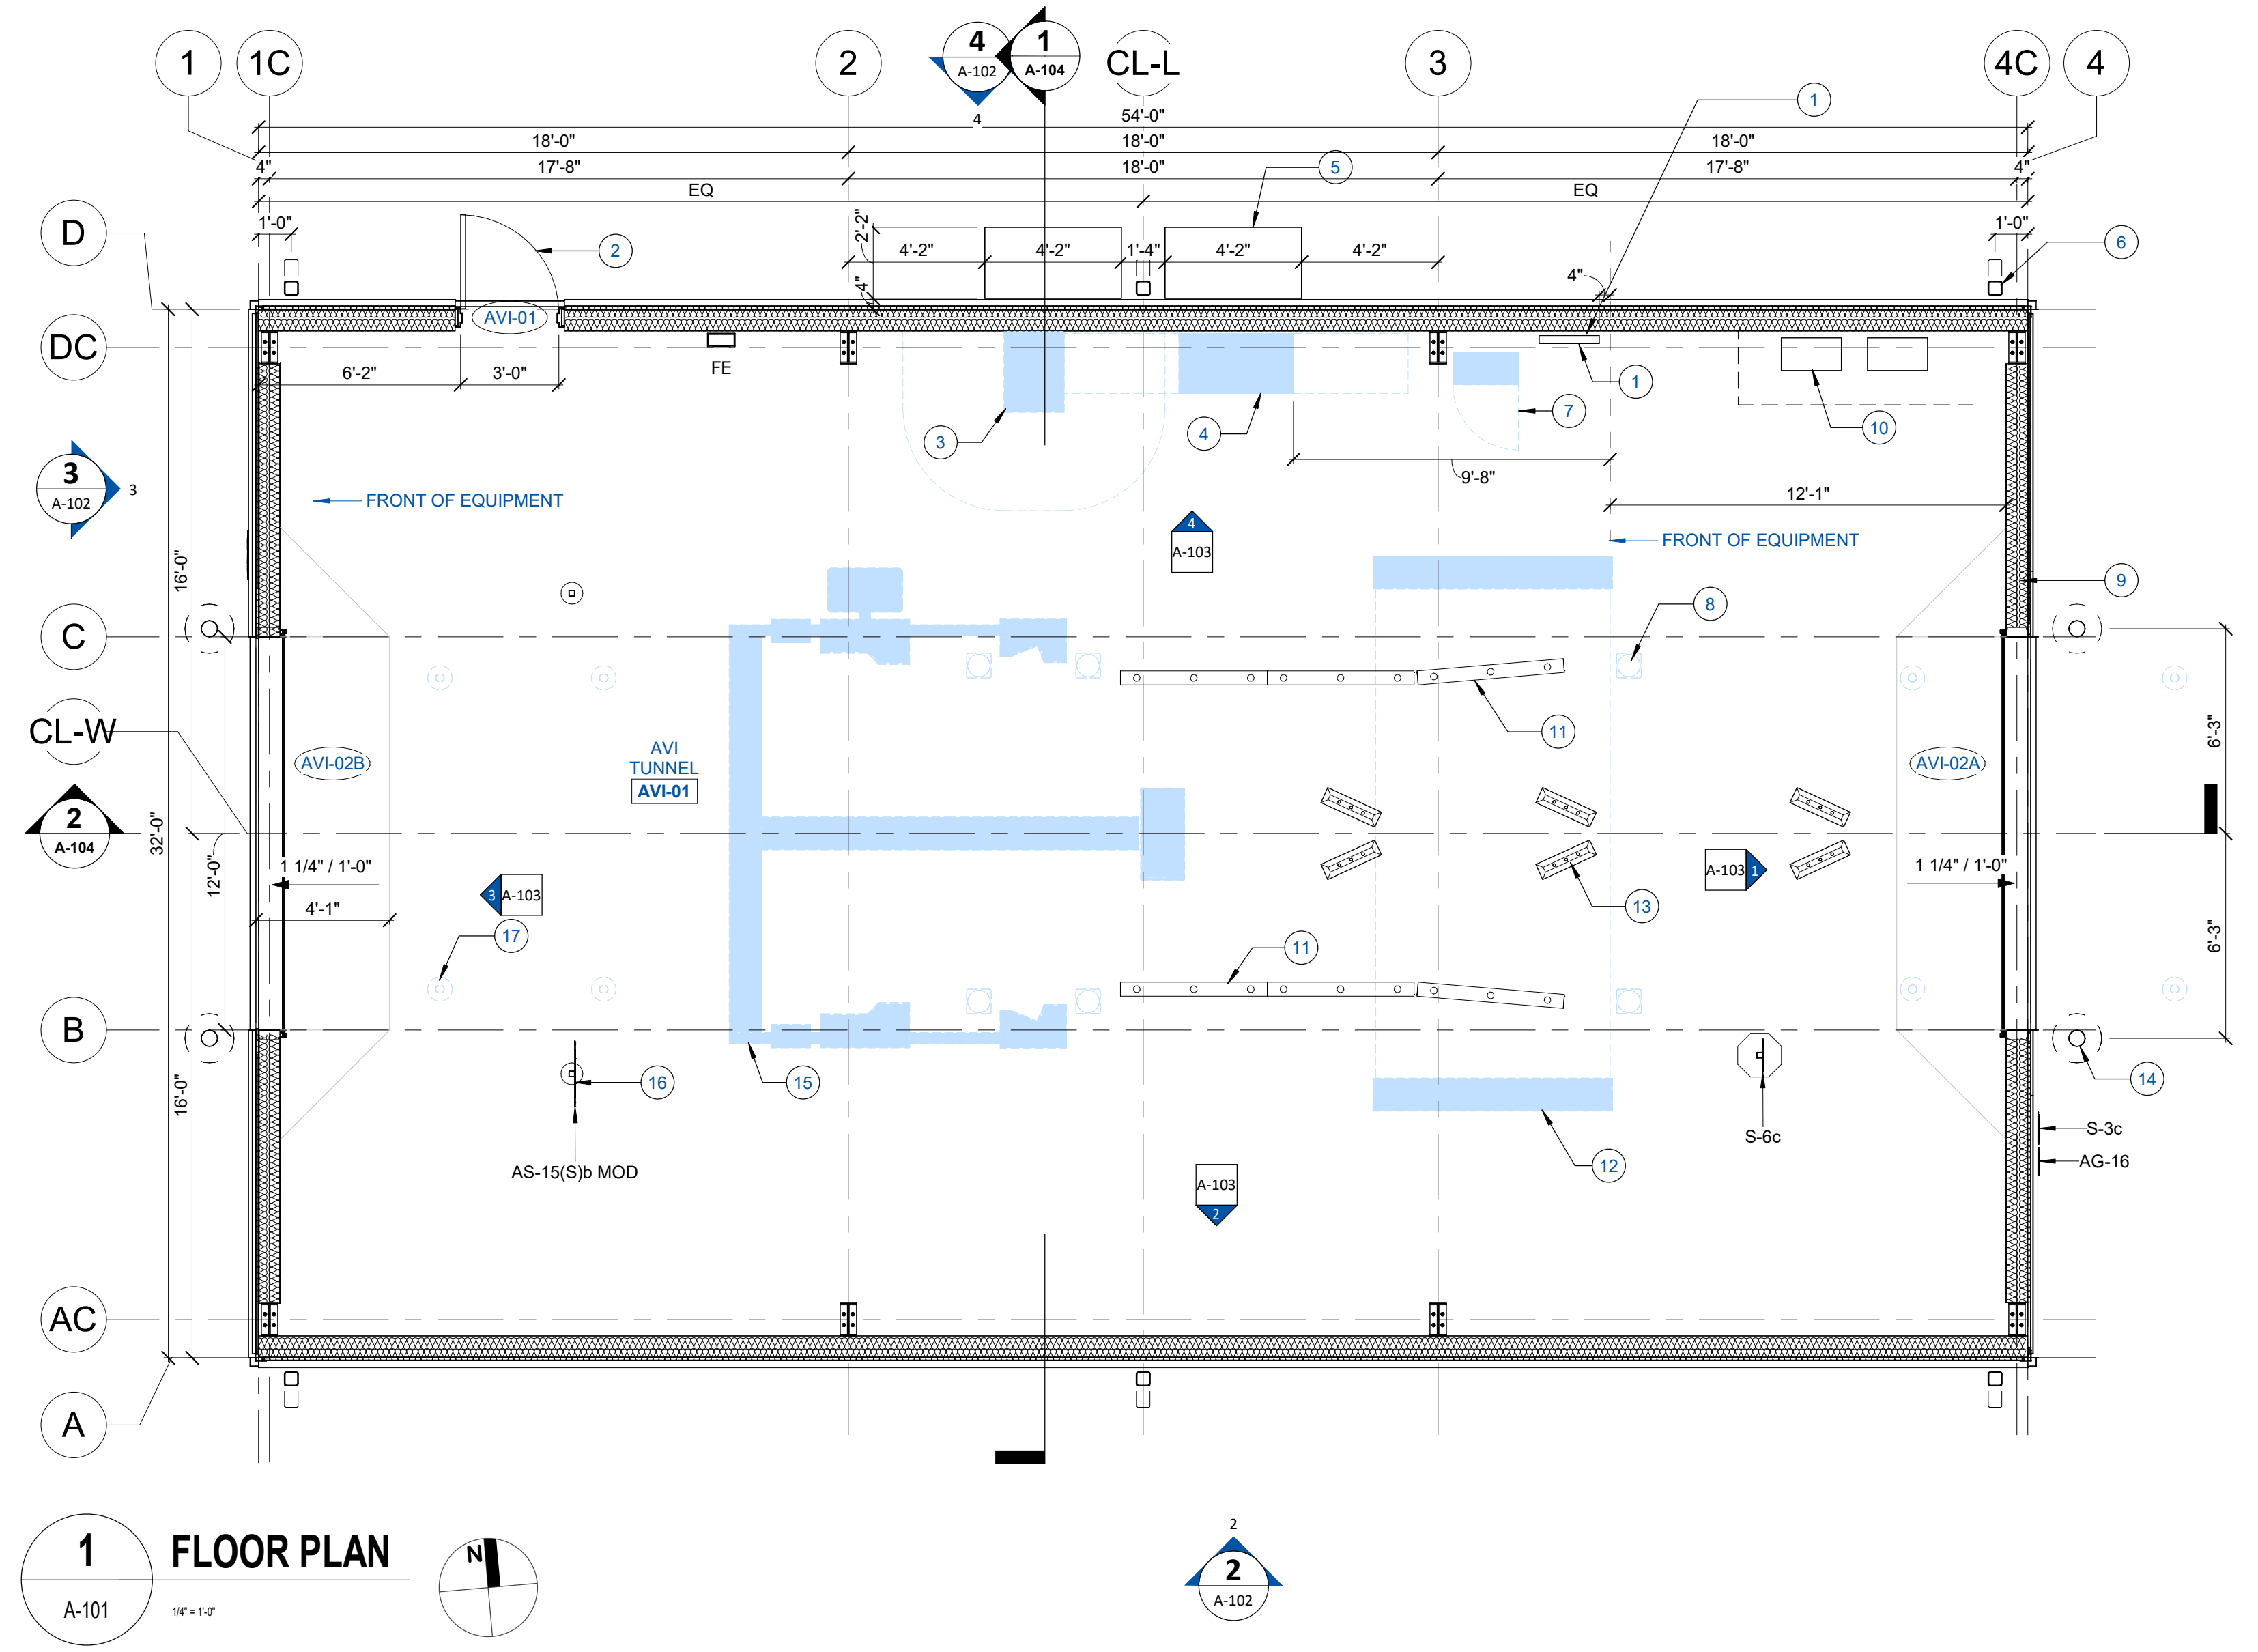 1
1C
2
4
A-102
4
1
A-104
CL-L
3
4C
4
1
54'-0"
18'-0"
18'-0"
18'-0"
4"
17'-8"
18'-0"
17'-8"
4"
5
EQ
EQ
D
1'-0"
2'-2"
4'-2"
4'-2"
1'-4"
4'-2"
4'-2"
1'-0"
2
6
4"
4"
AVI-01
DC
FE
6'-2"
3'-0"
1
7
3
4
10
9'-8"
3
A-102
3
FRONT OF EQUIPMENT
12'-1"
4
A-103
FRONT OF EQUIPMENT
16'-0"
9
8
C
CL-W
11
6'-3"
AVI-02B
AVI
TUNNEL
AVI-01
AVI-02A
2
A-104
32'-0"
12'-0"
1 1/4" / 1'-0"
A-103
1
1 1/4" / 1'-0"
3
A-103
4'-1"
13
17
11
6'-3"
B
16'-0"
16
15
14
S-3c
S-6c
AS-15(S)b MOD
12
AG-16
A-103
2
AC
A
1
A-101
FLOOR PLAN
1/4" = 1'-0"
N
2
2
A-102